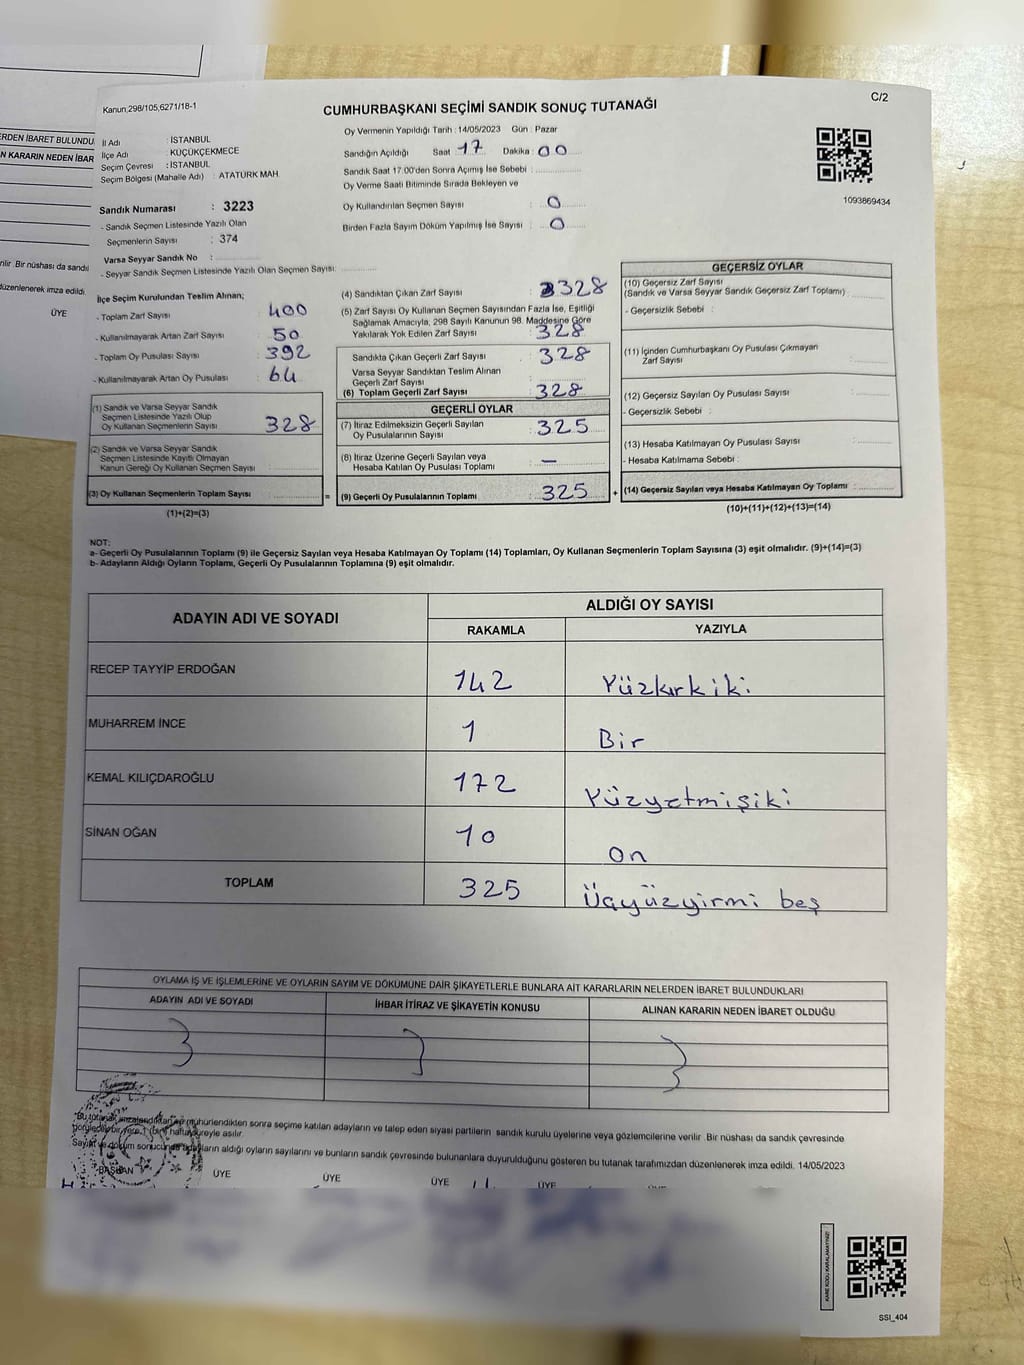 Kanun,298/105,6271/18-1
C/2
CUMHURBAŞKANI SEÇİMİ SANDIK SONUÇ TUTANAĞI
İl Adı : İSTANBUL
İlçe Adı : KÜÇÜKÇEKMECE
Seçim Çevresi : İSTANBUL
Seçim Bölgesi (Mahalle Adı) : ATATÜRK MAH.
Sandık Numarası : 3223
- Sandık Seçmen Listesinde Yazılı Olan
Seçmenlerin Sayısı : 374
Varsa Seyyar Sandık No :
- Seyyar Sandık Seçmen Listesinde Yazılı Olan Seçmen Sayısı:
Oy Vermenin Yapıldığı Tarih : 14/05/2023 Gün : Pazar
Sandığın Açıldığı Saat 17 Dakika : 00
Sandık Saat 17:00'den Sonra Açımış İse Sebebi :
Oy Verme Saati Bitiminde Sırada Bekleyen ve
Oy Kullandırılan Seçmen Sayısı : 0
Birden Fazla Sayım Döküm Yapılmış İse Sayısı : 0
1093869434
RDEN İBARET BULUNDU
N KARARIN NEDEN İBAR
rilir .Bir nüshası da sandı
düzenlenerek imza edildi.
ÜYE
İlçe Seçim Kurulundan Teslim Alınan;
- Toplam Zarf Sayısı : 400
- Kullanılmayarak Artan Zarf Sayısı : 50
- Toplam Oy Pusulası Sayısı : 392
- Kullanılmayarak Artan Oy Pusulası : 64
(1) Sandık ve Varsa Seyyar Sandık
Seçmen Listesinde Yazılı Olup
Oy Kullanan Seçmenlerin Sayısı : 328
(2) Sandık ve Varsa Seyyar Sandık
Seçmen Listesinde Kayıtlı Olmayan
Kanun Gereği Oy Kullanan Seçmen Sayısı :
(3) Oy Kullanan Seçmenlerin Toplam Sayısı : =
(1)+(2)=(3)
(4) Sandıktan Çıkan Zarf Sayısı : 328
(5) Zarf Sayısı Oy Kullanan Seçmen Sayısından Fazla İse, Eşitliği
Sağlamak Amacıyla, 298 Sayılı Kanunun 98. Maddesine Göre
Yakılarak Yok Edilen Zarf Sayısı : 328
Sandıkta Çıkan Geçerli Zarf Sayısı : 328
Varsa Seyyar Sandıktan Teslim Alınan
Geçerli Zarf Sayısı :
(6) Toplam Geçerli Zarf Sayısı : 328
GEÇERLİ OYLAR
(7) İtiraz Edilmeksizin Geçerli Sayılan
Oy Pusulalarının Sayısı : 325
(8) İtiraz Üzerine Geçerli Sayılan veya
Hesaba Katılan Oy Pusulası Toplamı : —
(9) Geçerli Oy Pusulalarının Toplamı : 325 +
GEÇERSİZ OYLAR
(10) Geçersiz Zarf Sayısı
(Sandık ve Varsa Seyyar Sandık Geçersiz Zarf Toplamı) :
- Geçersizlik Sebebi :
(11) İçinden Cumhurbaşkanı Oy Pusulası Çıkmayan
Zarf Sayısı :
(12) Geçersiz Sayılan Oy Pusulası Sayısı :
- Geçersizlik Sebebi :
(13) Hesaba Katılmayan Oy Pusulası Sayısı :
- Hesaba Katılmama Sebebi :
(14) Geçersiz Sayılan veya Hesaba Katılmayan Oy Toplamı :
(10)+(11)+(12)+(13)=(14)
NOT:
a- Geçerli Oy Pusulalarının Toplamı (9) ile Geçersiz Sayılan veya Hesaba Katılmayan Oy Toplamı (14) Toplamları, Oy Kullanan Seçmenlerin Toplam Sayısına (3) eşit olmalıdır. (9)+(14)=(3)
b- Adayların Aldığı Oyların Toplamı, Geçerli Oy Pusulalarının Toplamına (9) eşit olmalıdır.
ADAYIN ADI VE SOYADI
ALDIĞI OY SAYISI
RAKAMLA YAZIYLA
RECEP TAYYİP ERDOĞAN 142 Yüzkırkiki
MUHARREM İNCE 1 Bir
KEMAL KILIÇDAROĞLU 172 Yüzyetmişiki
SİNAN OĞAN 10 On
TOPLAM 325 Üçyüzyirmi beş
OYLAMA İŞ VE İŞLEMLERİNE VE OYLARIN SAYIM VE DÖKÜMÜNE DAİR ŞİKAYETLERLE BUNLARA AİT KARARLARIN NELERDEN İBARET BULUNDUKLARI
ADAYIN ADI VE SOYADI İHBAR İTİRAZ VE ŞİKAYETİN KONUSU ALINAN KARARIN NEDEN İBARET OLDUĞU
mühürlendikten sonra seçime katılan adayların ve talep eden siyasi partilerin sandık kurulu üyelerine veya gözlemcilerine verilir .Bir nüshası da sandık çevresinde
(bir) hafta süreyle asılır.
adayların aldığı oyların sayılarını ve bunların sandık çevresinde bulunanlara duyurulduğunu gösteren bu tutanak tarafımızdan düzenlenerek imza edildi. 14/05/2023
BAŞKAN ÜYE ÜYE ÜYE ÜYE
SSI_404